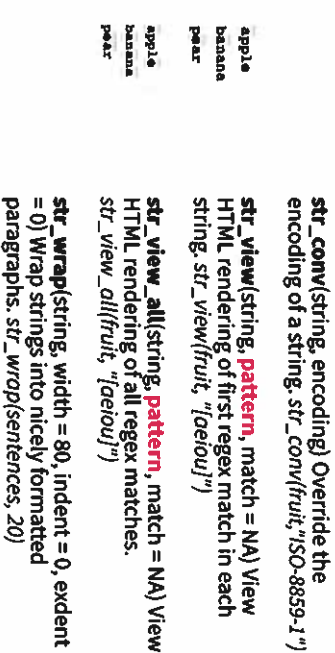 str_conv(string, encoding) Override the
encoding of a string. str_conv(fruit,"ISO-8859-1")
apple
banana
pear
str_view(string, pattern, match = NA) View
HTML rendering of first regex match in each
string. str_view(fruit, "[aeiou]")
apple
banana
pear
str_view_all(string, pattern, match = NA) View
HTML rendering of all regex matches.
str_view_all(fruit, "[aeiou]")
str_wrap(string, width = 80, indent = 0, exdent
= 0) Wrap strings into nicely formatted
paragraphs. str_wrap(sentences, 20)